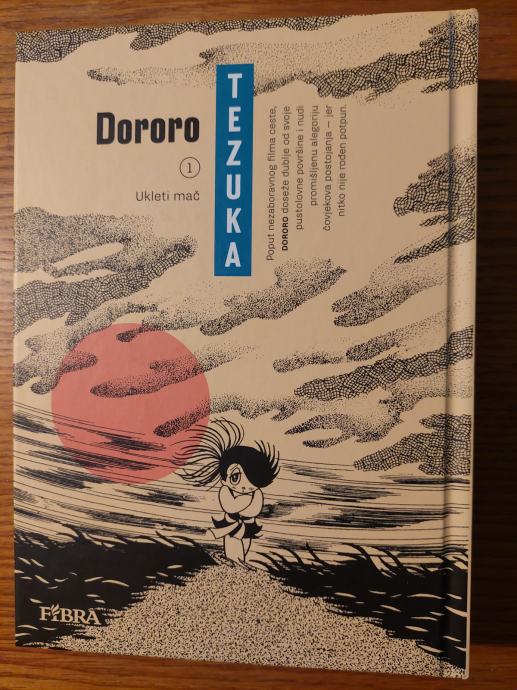 Dororo
1
Ukleti mač
TEZUKA
Poput nezaboravnog filma ceste,
DORORO doseže dublje od svoje
pustolovne površine i nudi
promišljenu alegoriju
čovjekova postojanja – jer
nitko nije rođen potpun.
FIBRA